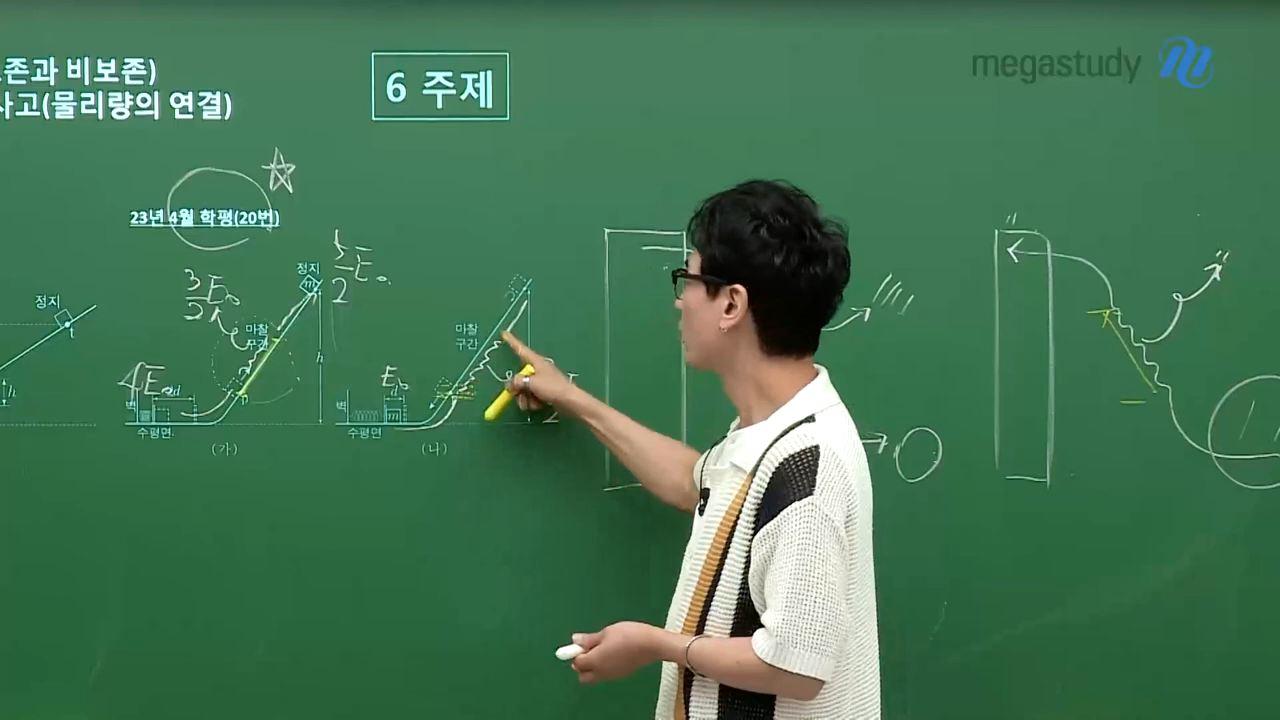 존과 비보존)
사고(물리량의 연결)
6 주제
megastudy
23년 4월 학평(20번)
정지
h
3/2 E₀
4E₀
d
벽
수평면
마찰
구간
정지
m
h
5/2 E₀
(가)
E₀
d
벽
m
수평면
마찰
구간
(나)